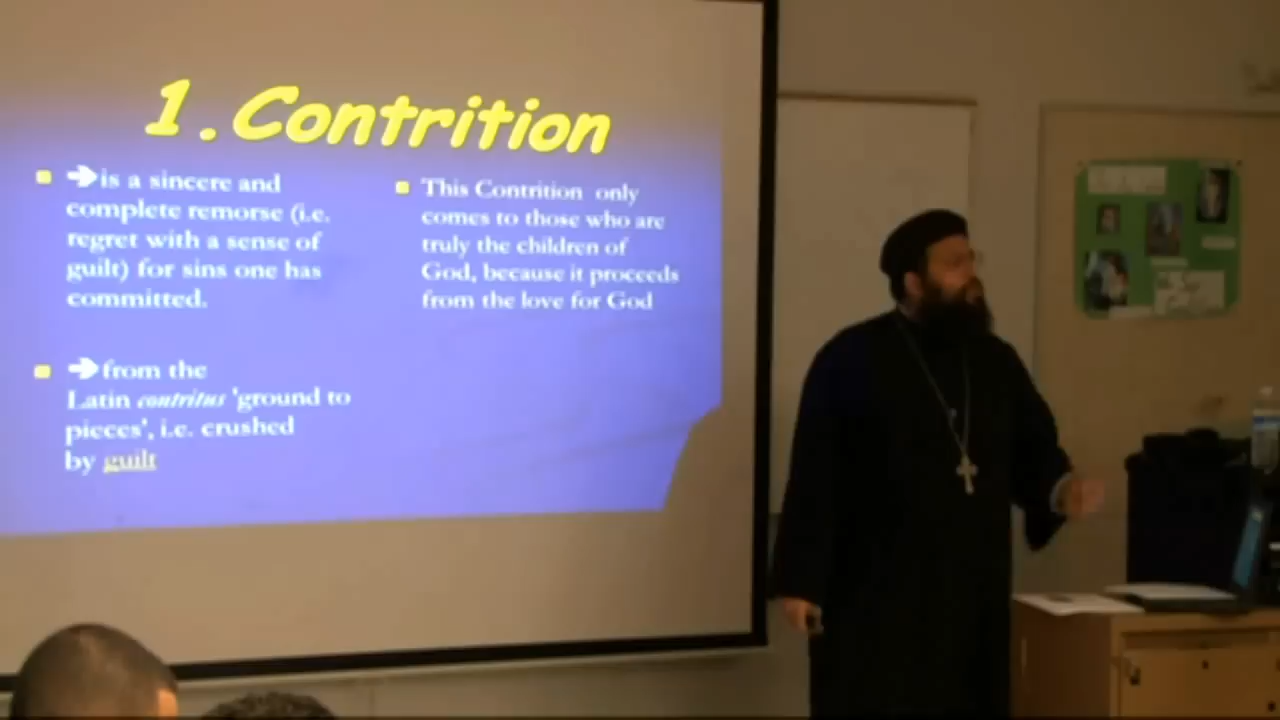 1. Contrition
➔is a sincere and
complete remorse (i.e.
regret with a sense of
guilt) for sins one has
committed.
➔from the
Latin contritus 'ground to
pieces', i.e. crushed
by guilt
This Contrition only
comes to those who are
truly the children of
God, because it proceeds
from the love for God